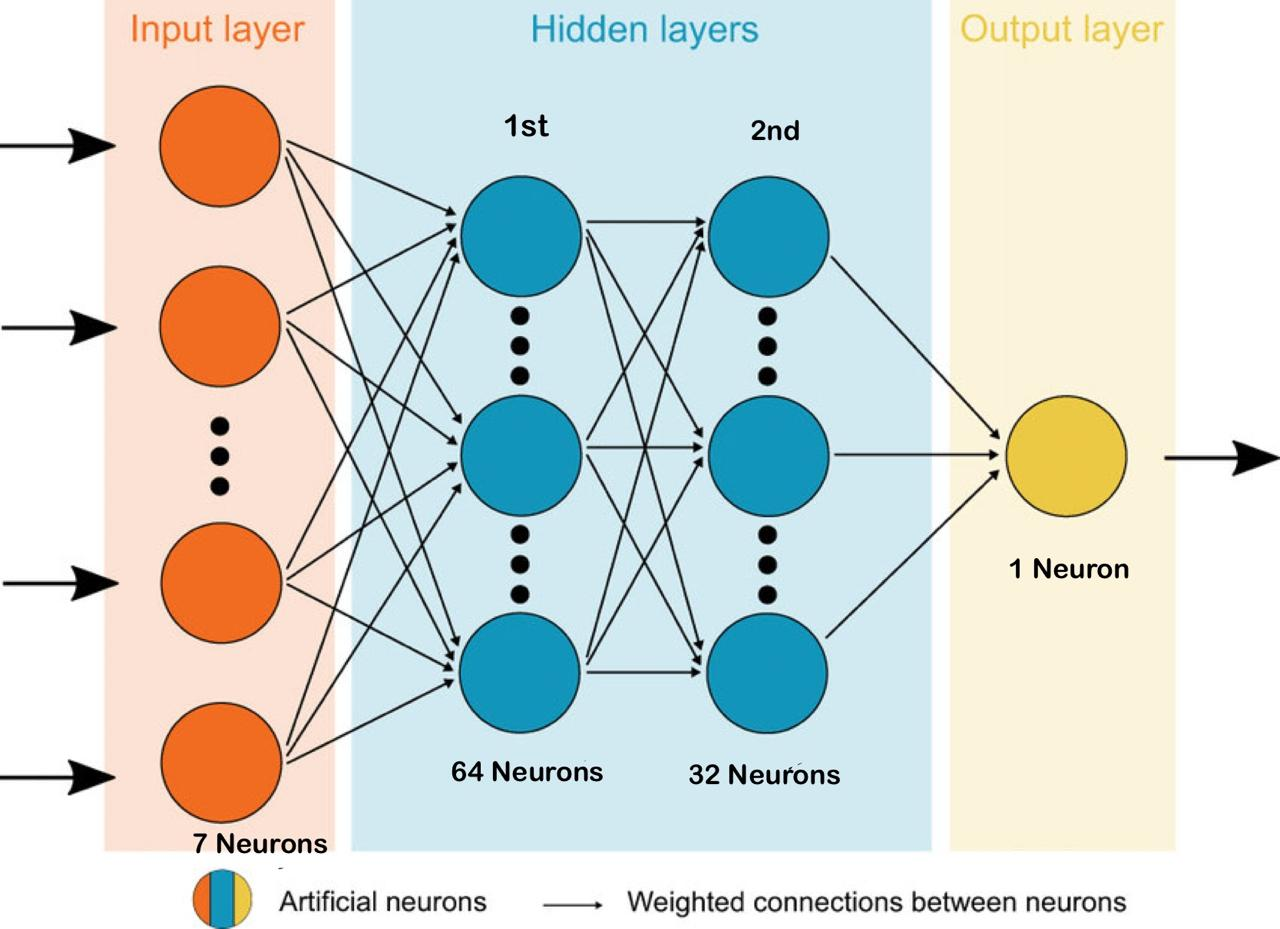 Input layer
Hidden layers
Output layer
1st
2nd
1 Neuron
64 Neurons
32 Neurons
7 Neurons
Artificial neurons
Weighted connections between neurons